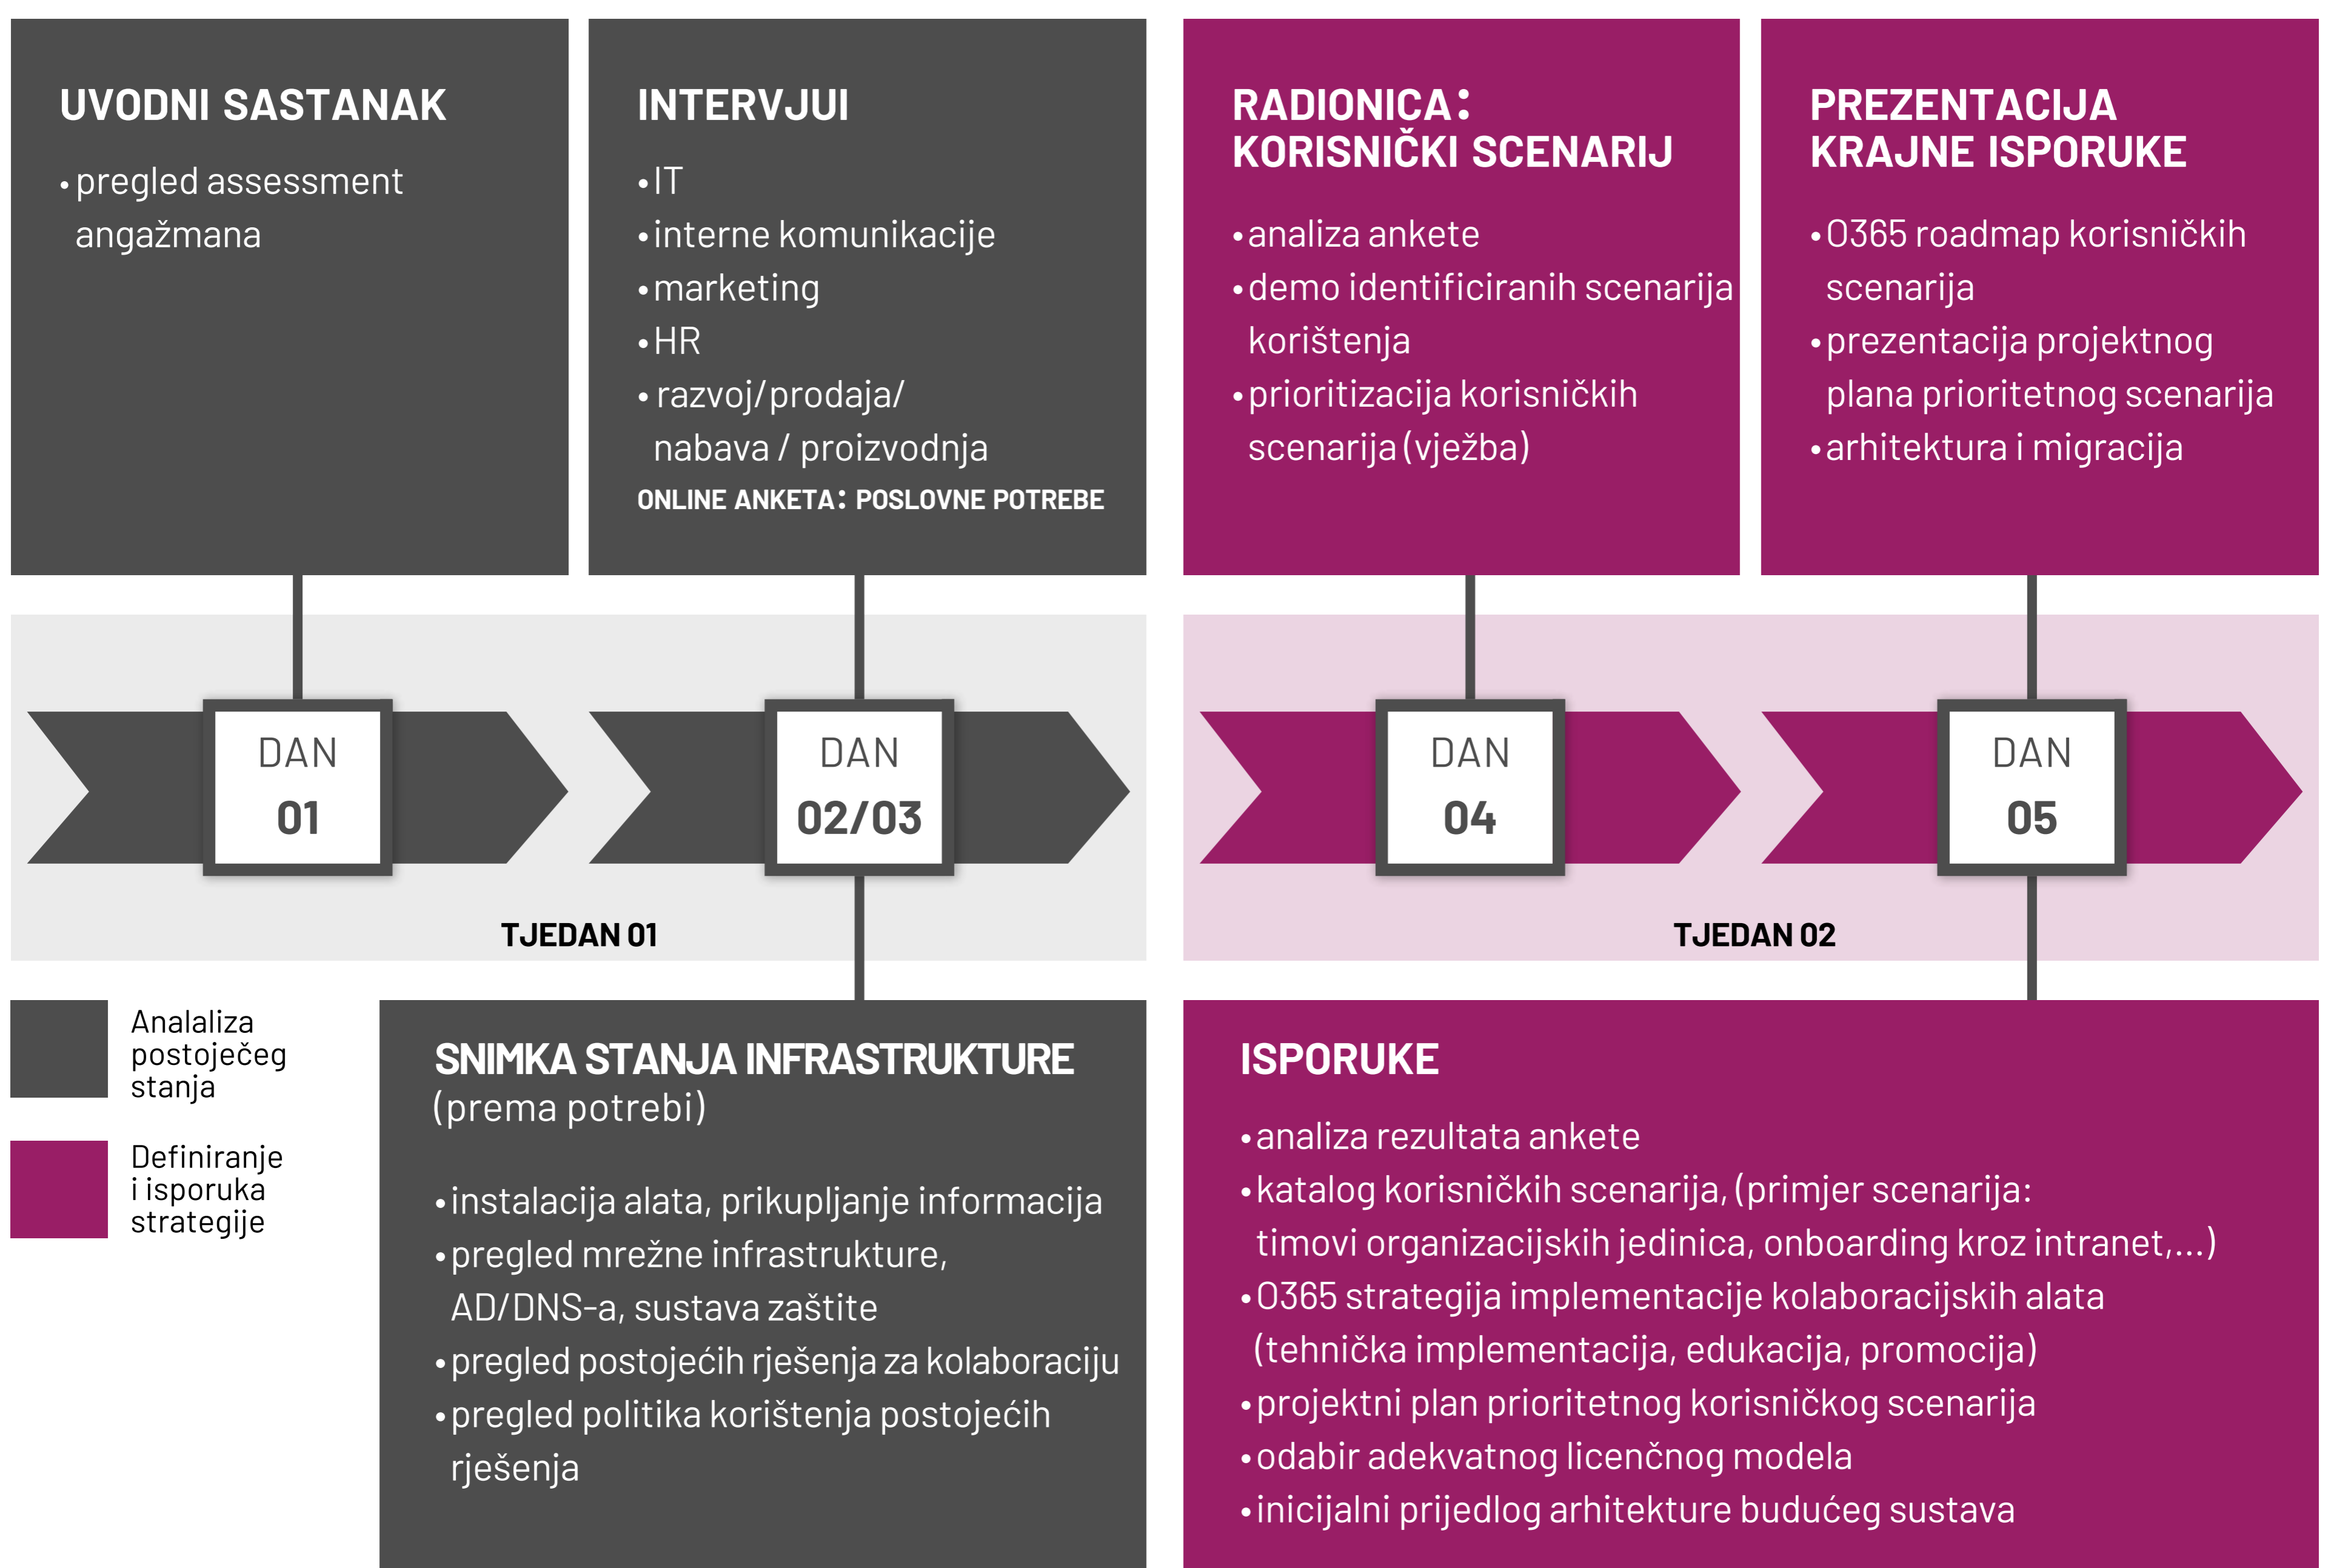 UVODNI SASTANAK
• pregled assessment
angažmana
INTERVJUI
• IT
• interne komunikacije
• marketing
• HR
• razvoj/prodaja/
nabava / proizvodnja
ONLINE ANKETA: POSLOVNE POTREBE
RADIONICA:
KORISNIČKI SCENARIJ
• analiza ankete
• demo identificiranih scenarija
korištenja
• prioritizacija korisničkih
scenarija (vježba)
PREZENTACIJA
KRAJNE ISPORUKE
• O365 roadmap korisničkih
scenarija
• prezentacija projektnog
plana prioritetnog scenarija
• arhitektura i migracija
DAN
01
DAN
02/03
TJEDAN 01
DAN
04
DAN
05
TJEDAN 02
Analaliza
postoječeg
stanja
Definiranje
i isporuka
strategije
SNIMKA STANJA INFRASTRUKTURE
(prema potrebi)
• instalacija alata, prikupljanje informacija
• pregled mrežne infrastrukture,
AD/DNS-a, sustava zaštite
• pregled postojećih rješenja za kolaboraciju
• pregled politika korištenja postojećih
rješenja
ISPORUKE
• analiza rezultata ankete
• katalog korisničkih scenarija, (primjer scenarija:
timovi organizacijskih jedinica, onboarding kroz intranet,...)
• O365 strategija implementacije kolaboracijskih alata
(tehnička implementacija, edukacija, promocija)
• projektni plan prioritetnog korisničkog scenarija
• odabir adekvatnog licenčnog modela
• inicijalni prijedlog arhitekture budućeg sustava